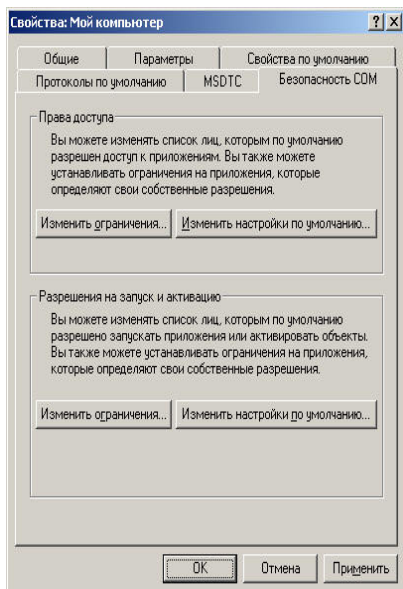 Свойства: Мой компьютер
Общие Параметры Свойства по умолчанию
Протоколы по умолчанию MSDTC Безопасность COM
Права доступа
Вы можете изменять список лиц, которым по умолчанию
разрешен доступ к приложениям. Вы также можете
устанавливать ограничения на приложения, которые
определяют свои собственные разрешения.
Изменить ограничения... Изменить настройки по умолчанию...
Разрешения на запуск и активацию
Вы можете изменять список лиц, которым по умолчанию
разрешено запускать приложения или активировать объекты.
Вы также можете устанавливать ограничения на приложения,
которые определяют свои собственные разрешения.
Изменить ограничения... Изменить настройки по умолчанию...
OK Отмена Применить